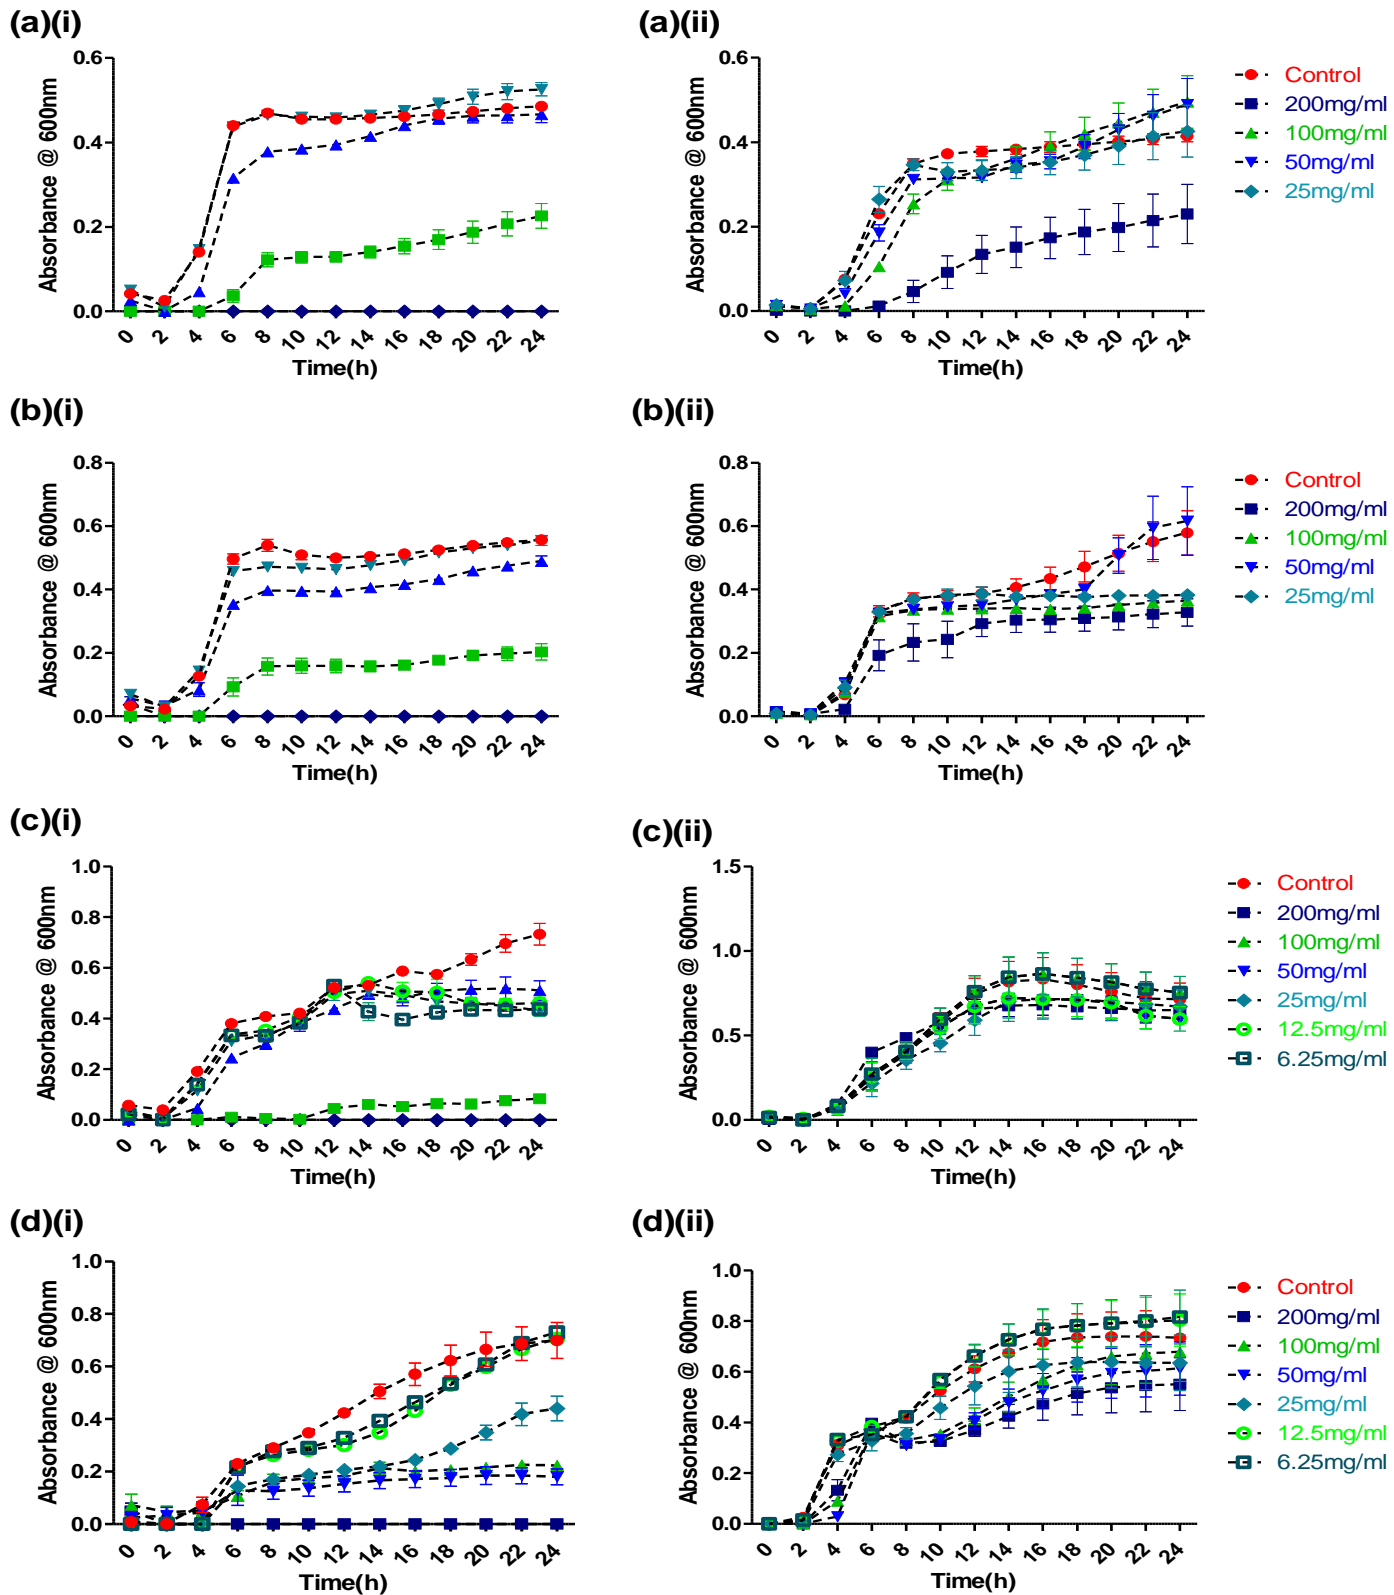 (a)(i)
Absorbance @ 600nm
0.6
0.4
0.2
0.0
0 2 4 6 8 10 12 14 16 18 20 22 24
Time(h)
(a)(ii)
Absorbance @ 600nm
0.6
0.4
0.2
0.0
0 2 4 6 8 10 12 14 16 18 20 22 24
Time(h)
Control
200mg/ml
100mg/ml
50mg/ml
25mg/ml
(b)(i)
Absorbance @ 600nm
0.8
0.6
0.4
0.2
0.0
0 2 4 6 8 10 12 14 16 18 20 22 24
Time(h)
(b)(ii)
Absorbance @ 600nm
0.8
0.6
0.4
0.2
0.0
0 2 4 6 8 10 12 14 16 18 20 22 24
Time(h)
Control
200mg/ml
100mg/ml
50mg/ml
25mg/ml
(c)(i)
Absorbance @ 600nm
1.0
0.8
0.6
0.4
0.2
0.0
0 2 4 6 8 10 12 14 16 18 20 22 24
Time(h)
(c)(ii)
Absorbance @ 600nm
1.5
1.0
0.5
0.0
0 2 4 6 8 10 12 14 16 18 20 22 24
Time(h)
Control
200mg/ml
100mg/ml
50mg/ml
25mg/ml
12.5mg/ml
6.25mg/ml
(d)(i)
Absorbance @ 600nm
1.0
0.8
0.6
0.4
0.2
0.0
0 2 4 6 8 10 12 14 16 18 20 22 24
Time(h)
(d)(ii)
Absorbance @ 600nm
1.0
0.8
0.6
0.4
0.2
0.0
0 2 4 6 8 10 12 14 16 18 20 22 24
Time(h)
Control
200mg/ml
100mg/ml
50mg/ml
25mg/ml
12.5mg/ml
6.25mg/ml